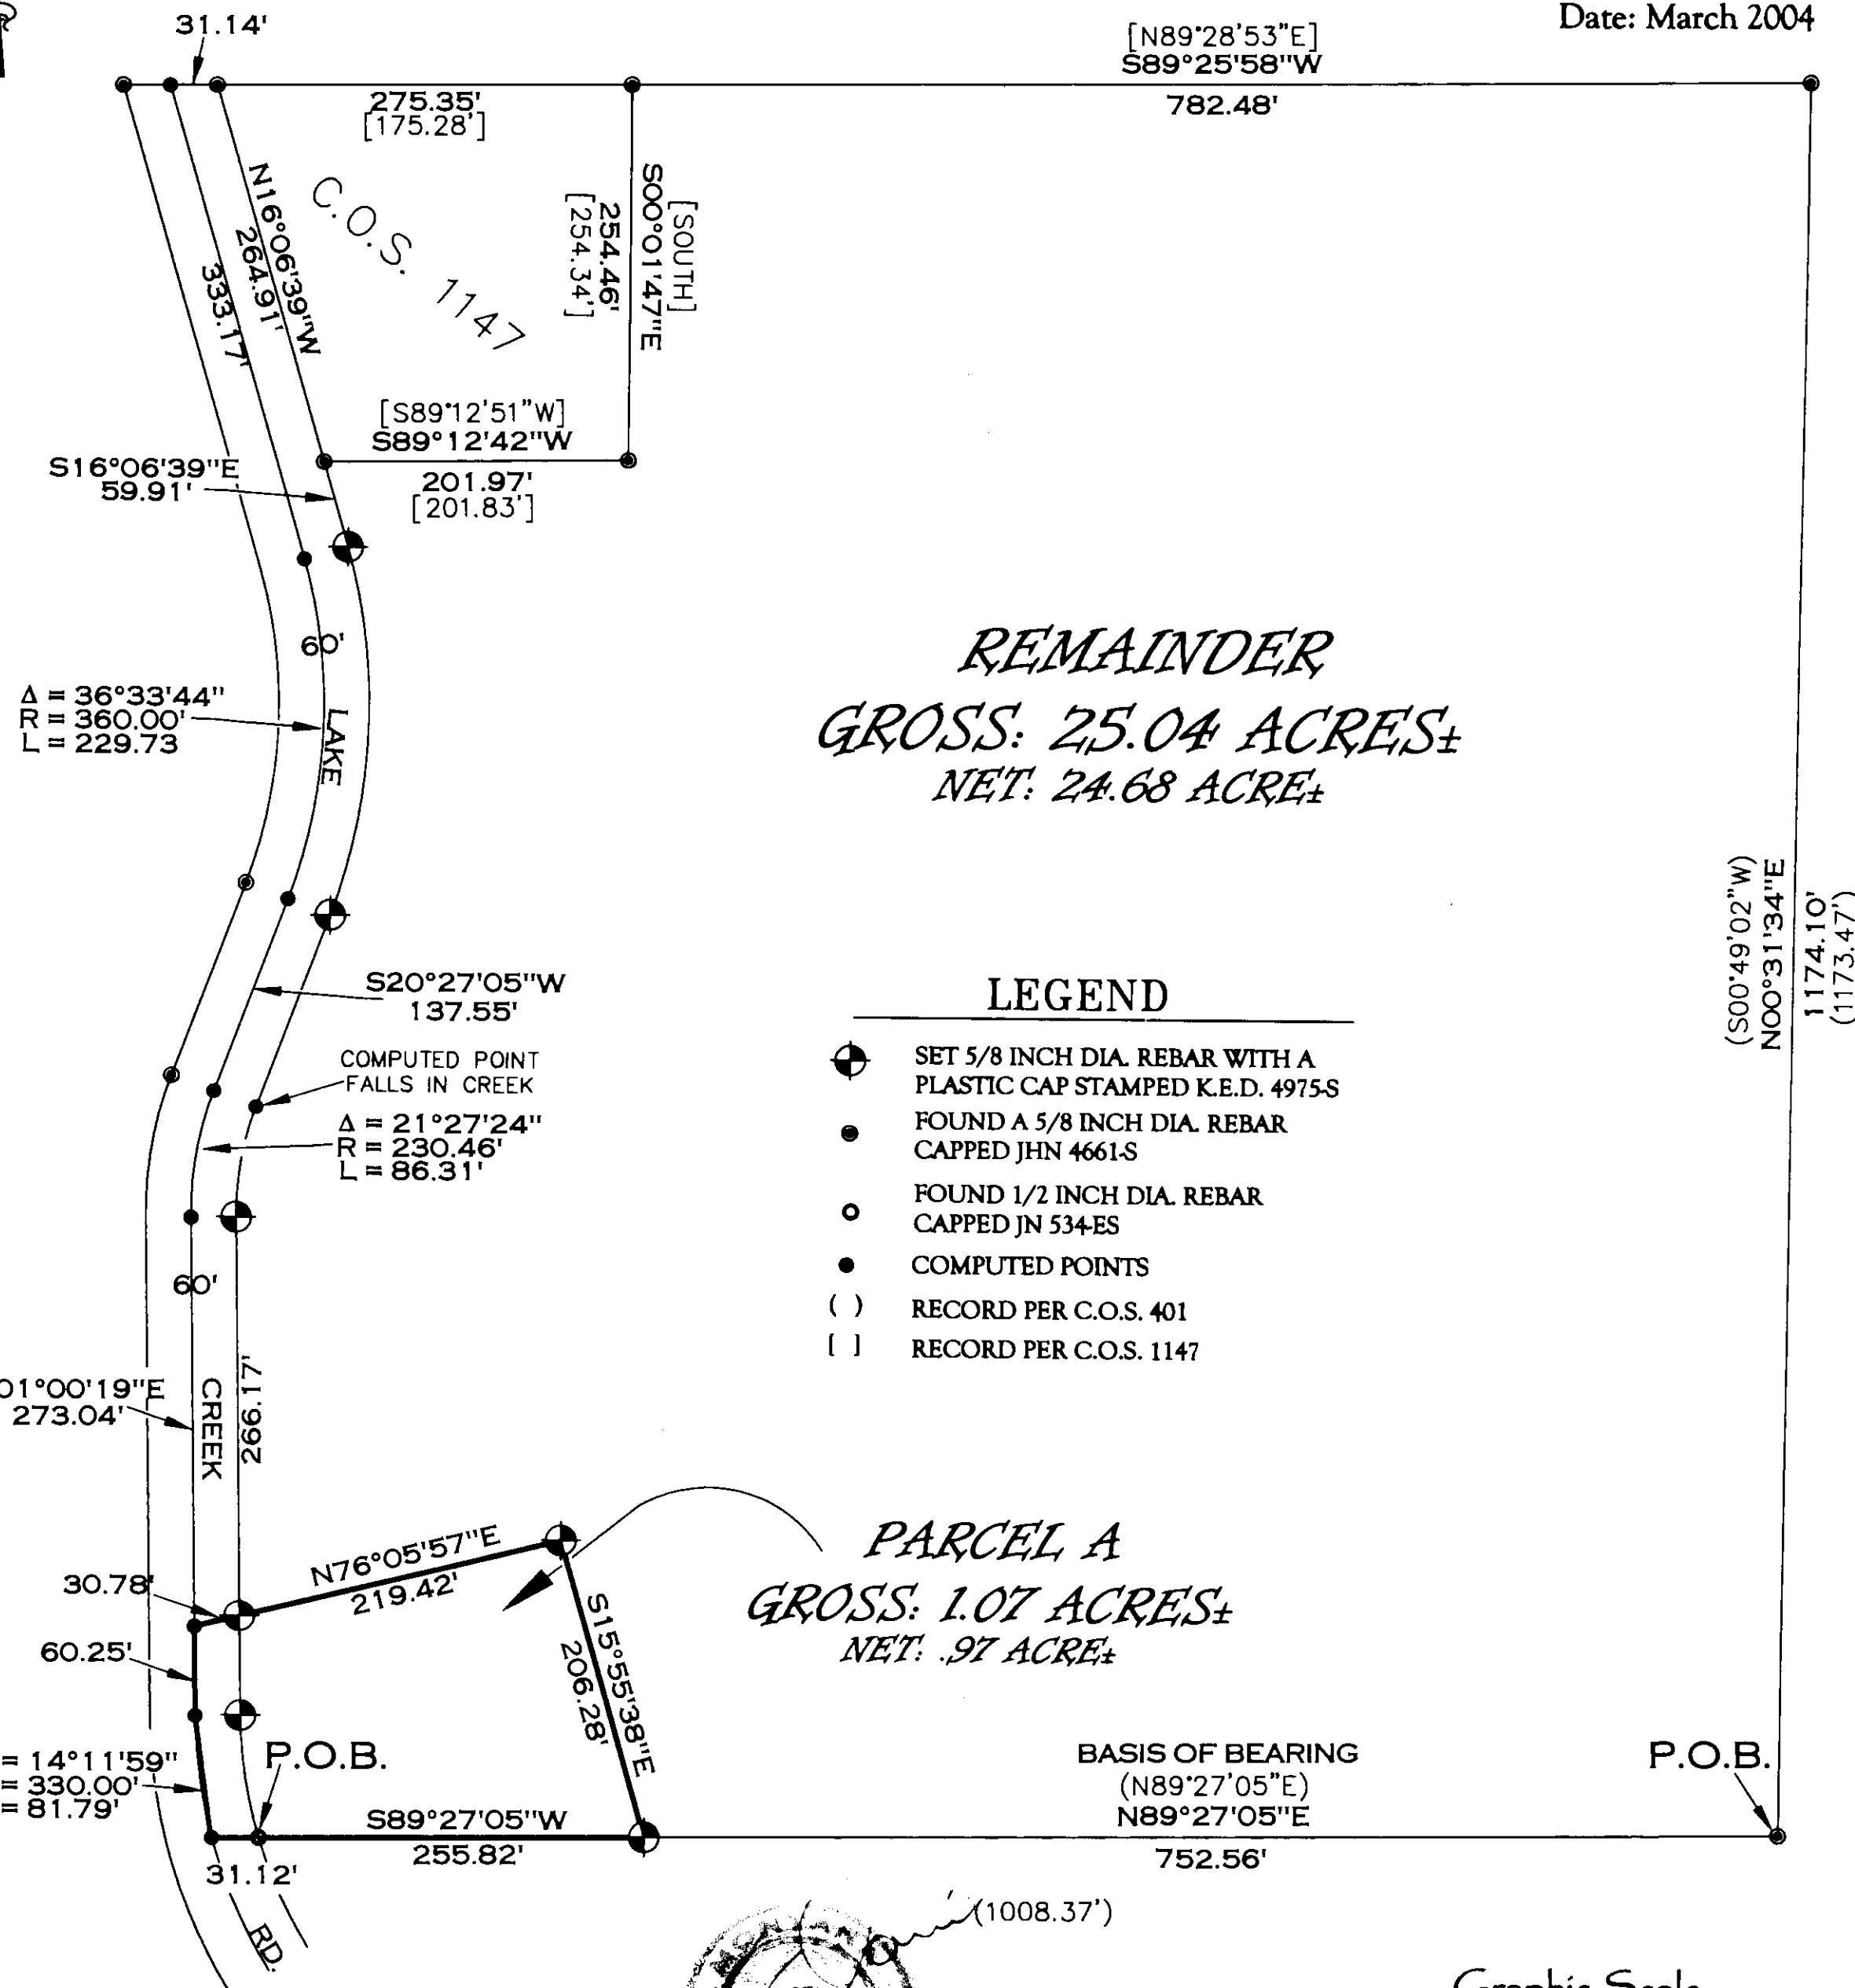 Date: March 2004
31.14'
[N89°28'53"E]
S89°25'58"W
782.48'
275.35'
[175.28']
C.O.S. 1147
N16°06'39"W
264.91'
333.17'
[SOUTH]
S00°01'47"E
254.46'
[254.34']
[S89°12'51"W]
S89°12'42"W
201.97'
[201.83']
S16°06'39"E
59.91'
60'
LAKE
Δ = 36°33'44"
R = 360.00'
L = 229.73
REMAINDER
GROSS: 25.04 ACRES±
NET: 24.68 ACRE±
(S00°49'02"W)
N00°31'34"E
1174.10'
(1173.47')
S20°27'05"W
137.55'
COMPUTED POINT
FALLS IN CREEK
Δ = 21°27'24"
R = 230.46'
L = 86.31'
LEGEND
SET 5/8 INCH DIA. REBAR WITH A
PLASTIC CAP STAMPED K.E.D. 4975-S
FOUND A 5/8 INCH DIA. REBAR
CAPPED JHN 4661-S
FOUND 1/2 INCH DIA. REBAR
CAPPED JN 534-ES
COMPUTED POINTS
( ) RECORD PER C.O.S. 401
[ ] RECORD PER C.O.S. 1147
60'
01°00'19"E
273.04'
CREEK
266.17'
N76°05'57"E
219.42'
30.78'
60.25'
S15°55'38"E
206.28'
PARCEL A
GROSS: 1.07 ACRES±
NET: .97 ACRE±
= 14°11'59"
= 330.00'
= 81.79'
P.O.B.
S89°27'05"W
255.82'
31.12'
BASIS OF BEARING
(N89°27'05"E)
N89°27'05"E
752.56'
P.O.B.
(1008.37')
RD.
Graphic Scale